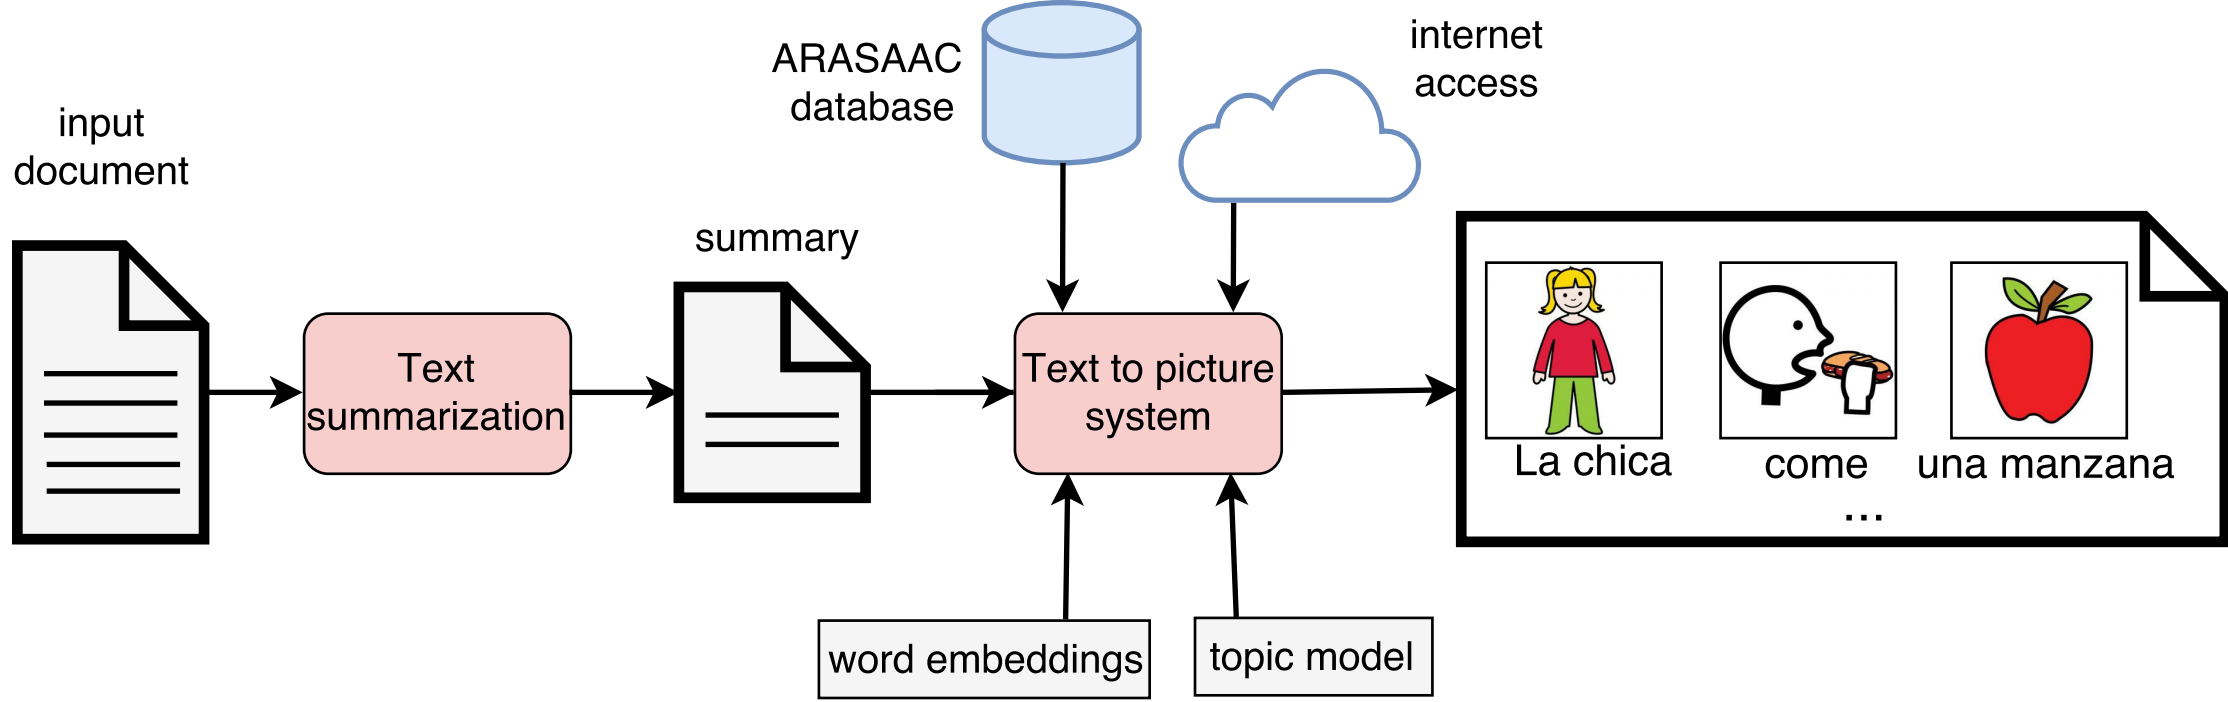 input
document
Text
summarization
summary
ARASAAC
database
internet
access
Text to picture
system
word embeddings
topic model
La chica
come
una manzana
...